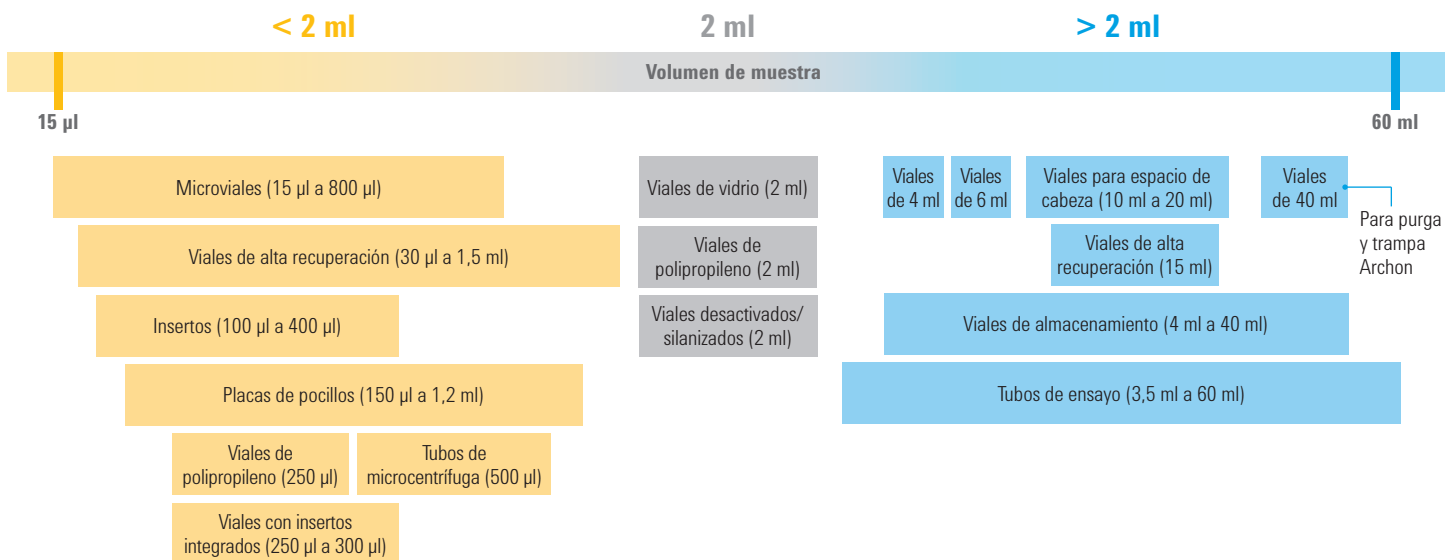 < 2 ml
2 ml
> 2 ml
Volumen de muestra
15 µl
60 ml
Microviales (15 µl a 800 µl)
Viales de alta recuperación (30 µl a 1,5 ml)
Insertos (100 µl a 400 µl)
Placas de pocillos (150 µl a 1,2 ml)
Viales de
polipropileno (250 µl)
Tubos de
microcentrífuga (500 µl)
Viales con insertos
integrados (250 µl a 300 µl)
Viales de vidrio (2 ml)
Viales de
polipropileno (2 ml)
Viales desactivados/
silanizados (2 ml)
Viales
de 4 ml
Viales
de 6 ml
Viales para espacio de
cabeza (10 ml a 20 ml)
Viales
de 40 ml
Para purga
y trampa
Archon
Viales de alta
recuperación (15 ml)
Viales de almacenamiento (4 ml a 40 ml)
Tubos de ensayo (3,5 ml a 60 ml)